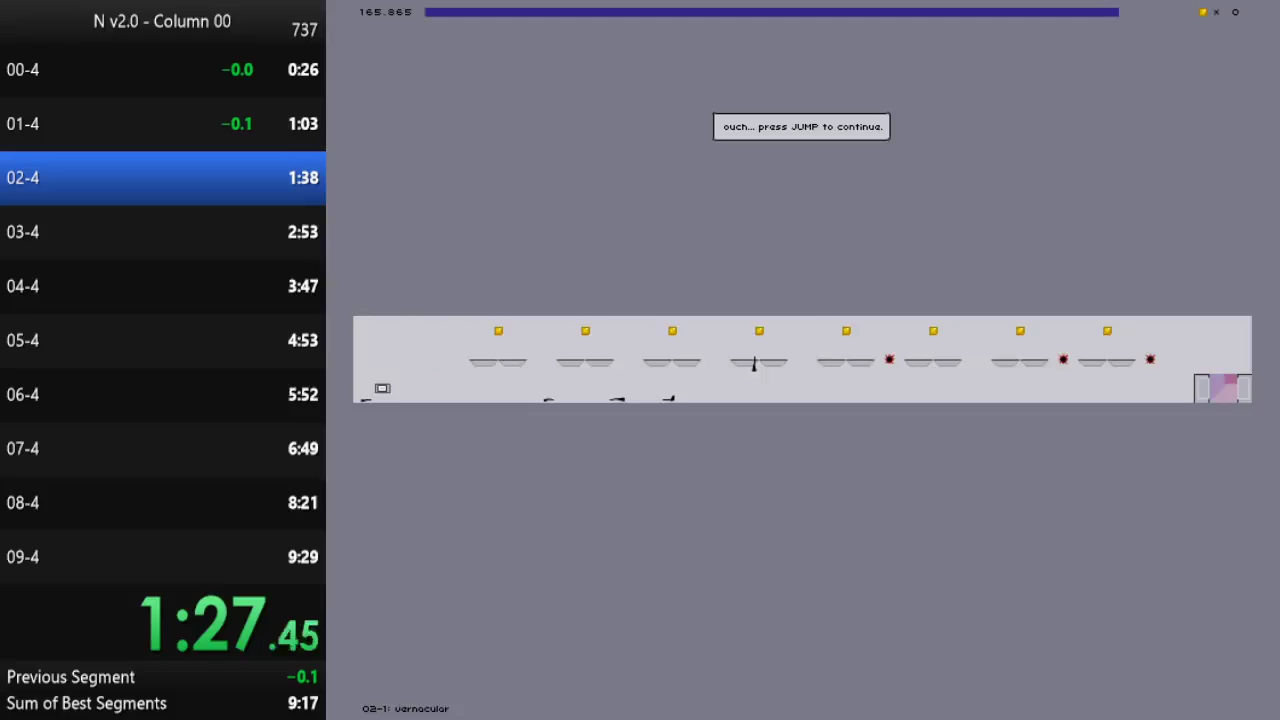 N v2.0 - Column 00
737
00-4 −0.0 0:26
01-4 −0.1 1:03
02-4 1:38
03-4 2:53
04-4 3:47
05-4 4:53
06-4 5:52
07-4 6:49
08-4 8:21
09-4 9:29
1:27.45
Previous Segment −0.1
Sum of Best Segments 9:17
165.865
× 0
ouch... press JUMP to continue.
02-1: vernacular